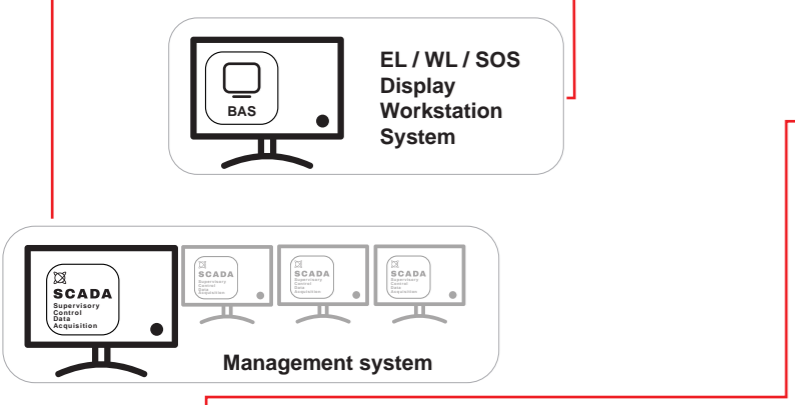 EL / WL / SOS
Display
Workstation
System
BAS
SCADA
Supervisory
Control
Data
Acquisition
SCADA
Supervisory
Control
Data
Acquisition
SCADA
Supervisory
Control
Data
Acquisition
SCADA
Supervisory
Control
Data
Acquisition
Management system